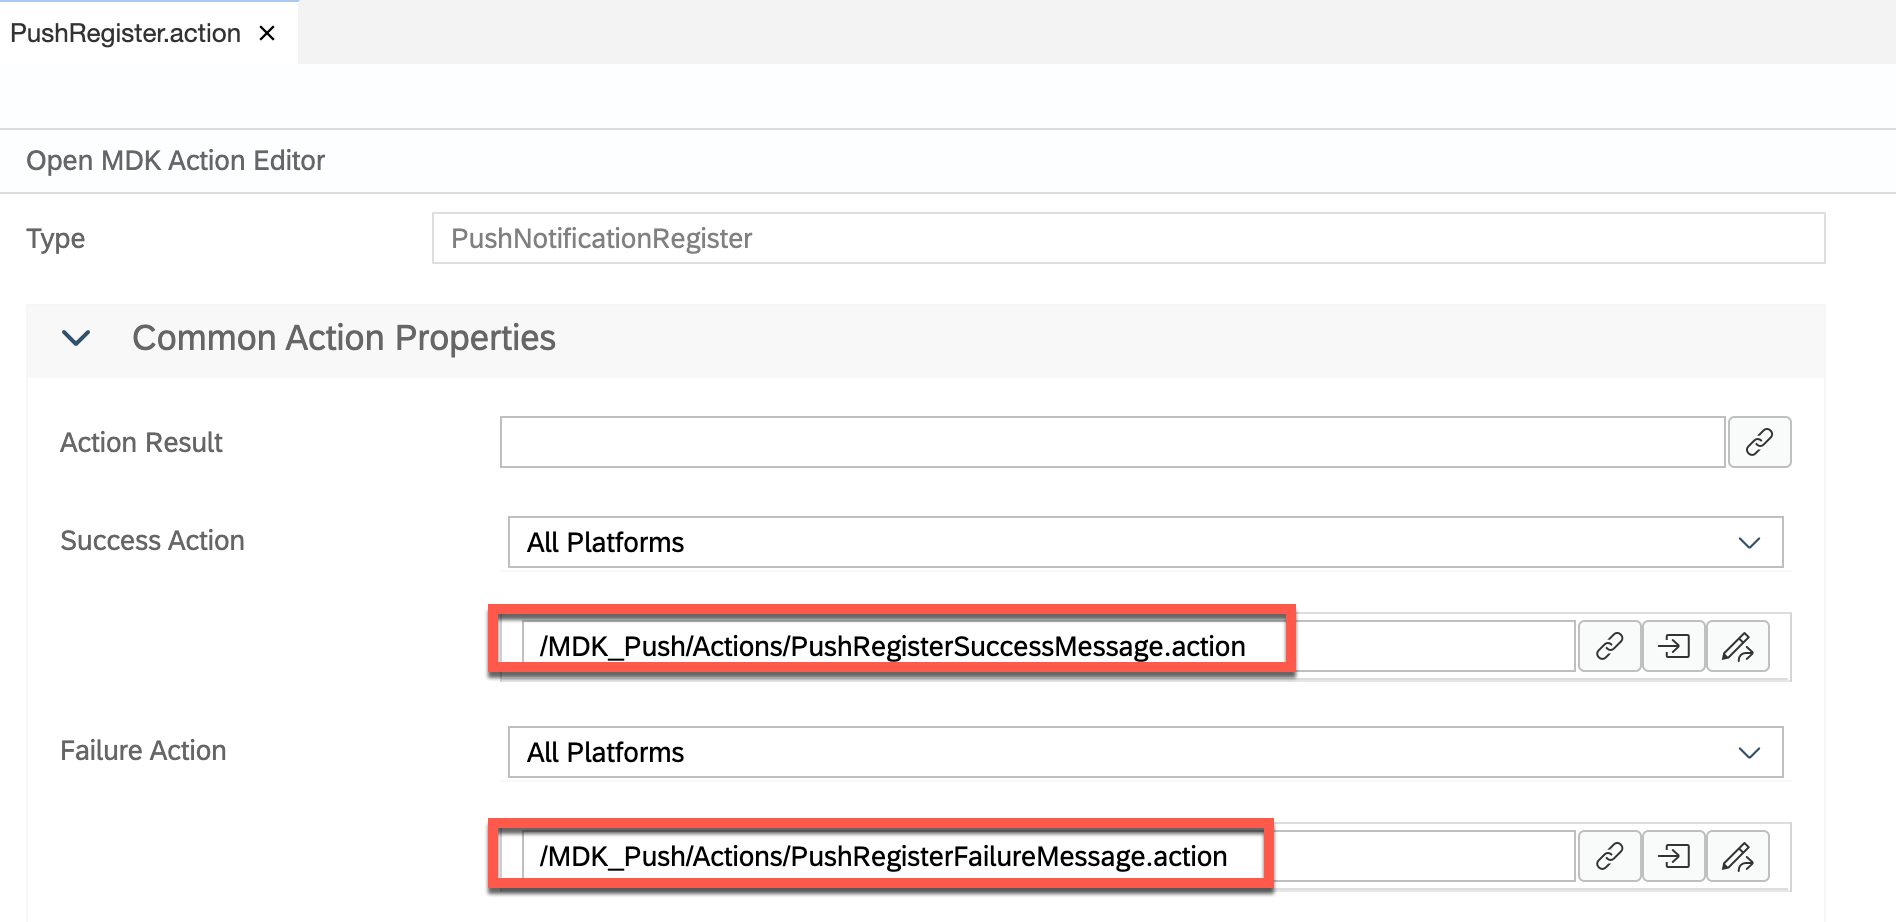 PushRegister.action
Open MDK Action Editor
Type PushNotificationRegister
Common Action Properties
Action Result
Success Action All Platforms
/MDK_Push/Actions/PushRegisterSuccessMessage.action
Failure Action All Platforms
/MDK_Push/Actions/PushRegisterFailureMessage.action